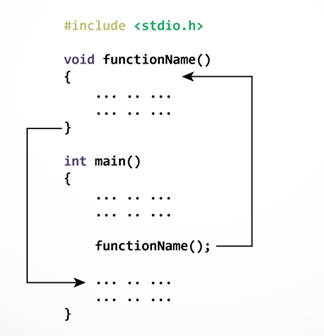 #include <stdio.h>
void functionName()
{
... .. ...
... .. ...
}
int main()
{
... .. ...
... .. ...
functionName();
... .. ...
... .. ...
}